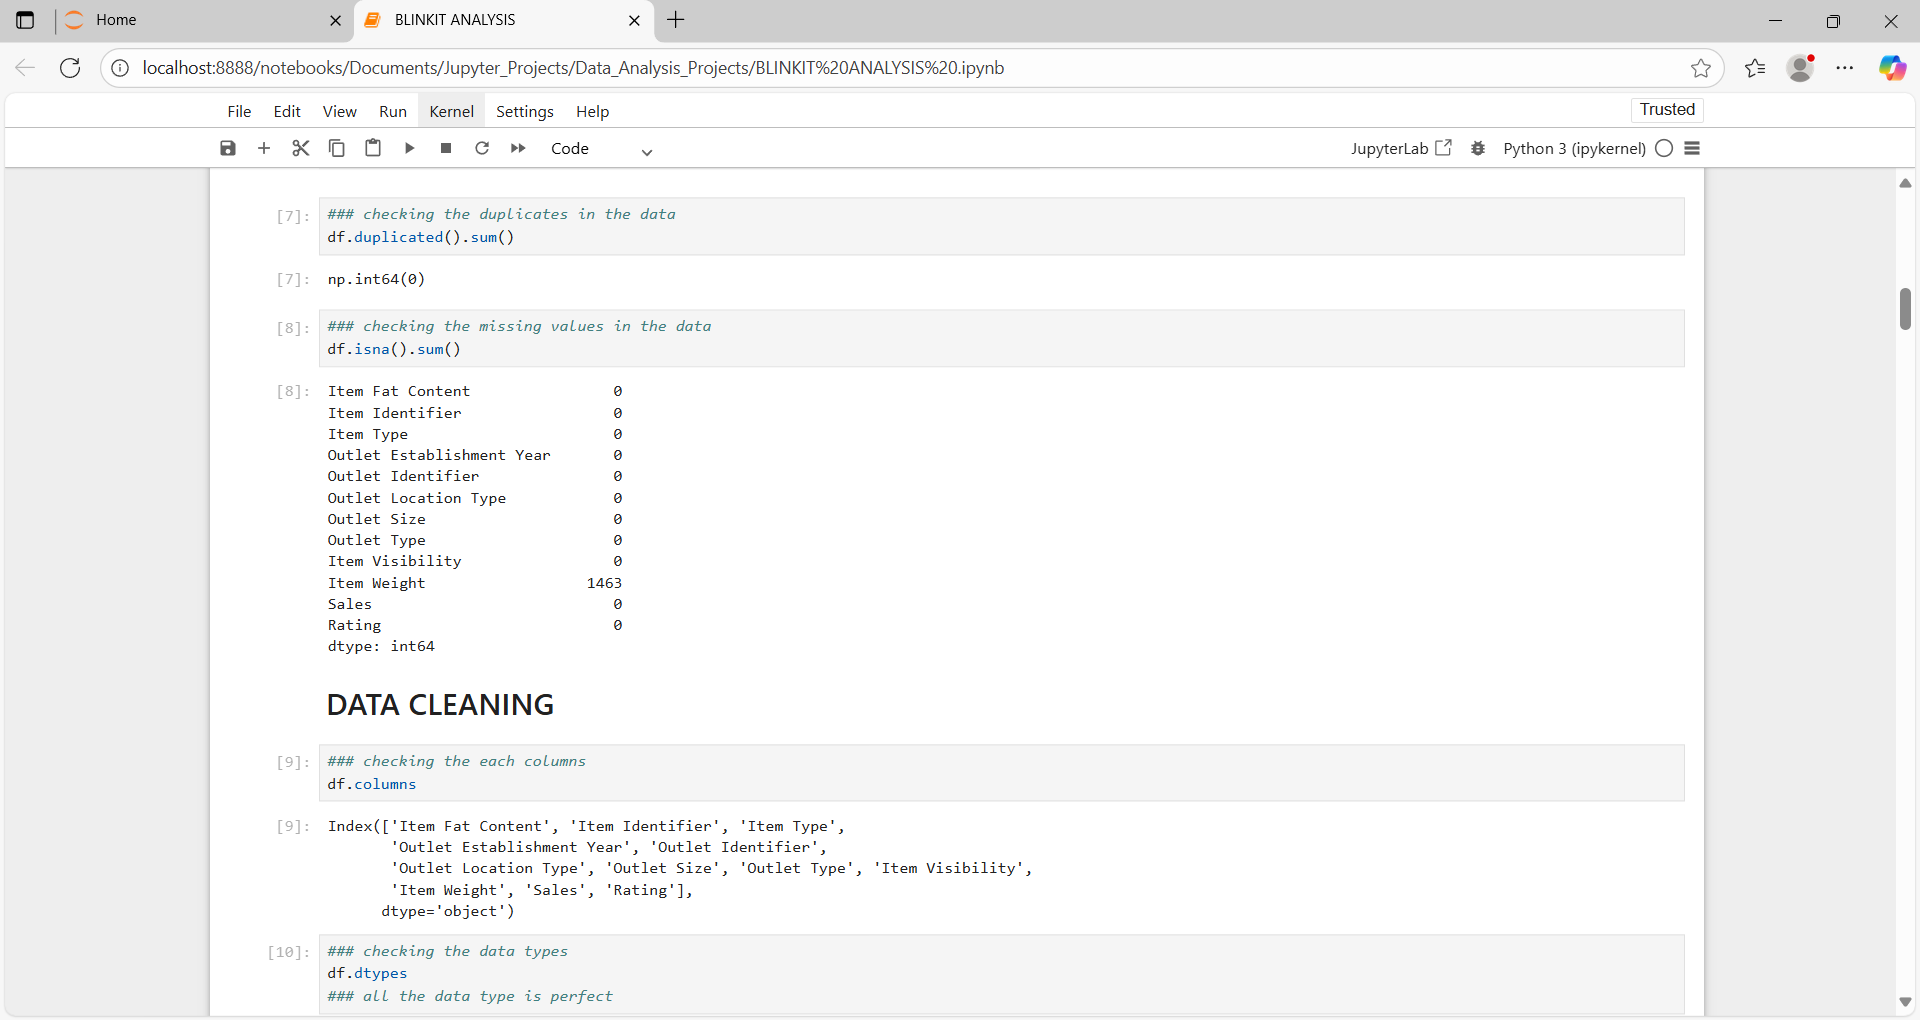 Home
BLINKIT ANALYSIS
localhost:8888/notebooks/Documents/Jupyter_Projects/Data_Analysis_Projects/BLINKIT%20ANALYSIS%20.ipynb
File Edit View Run Kernel Settings Help
Trusted
Code
JupyterLab
Python 3 (ipykernel)
[7]: ### checking the duplicates in the data
df.duplicated().sum()
[7]: np.int64(0)
[8]: ### checking the missing values in the data
df.isna().sum()
[8]: Item Fat Content 0
Item Identifier 0
Item Type 0
Outlet Establishment Year 0
Outlet Identifier 0
Outlet Location Type 0
Outlet Size 0
Outlet Type 0
Item Visibility 0
Item Weight 1463
Sales 0
Rating 0
dtype: int64
DATA CLEANING
[9]: ### checking the each columns
df.columns
[9]: Index(['Item Fat Content', 'Item Identifier', 'Item Type',
'Outlet Establishment Year', 'Outlet Identifier',
'Outlet Location Type', 'Outlet Size', 'Outlet Type', 'Item Visibility',
'Item Weight', 'Sales', 'Rating'],
dtype='object')
[10]: ### checking the data types
df.dtypes
### all the data type is perfect